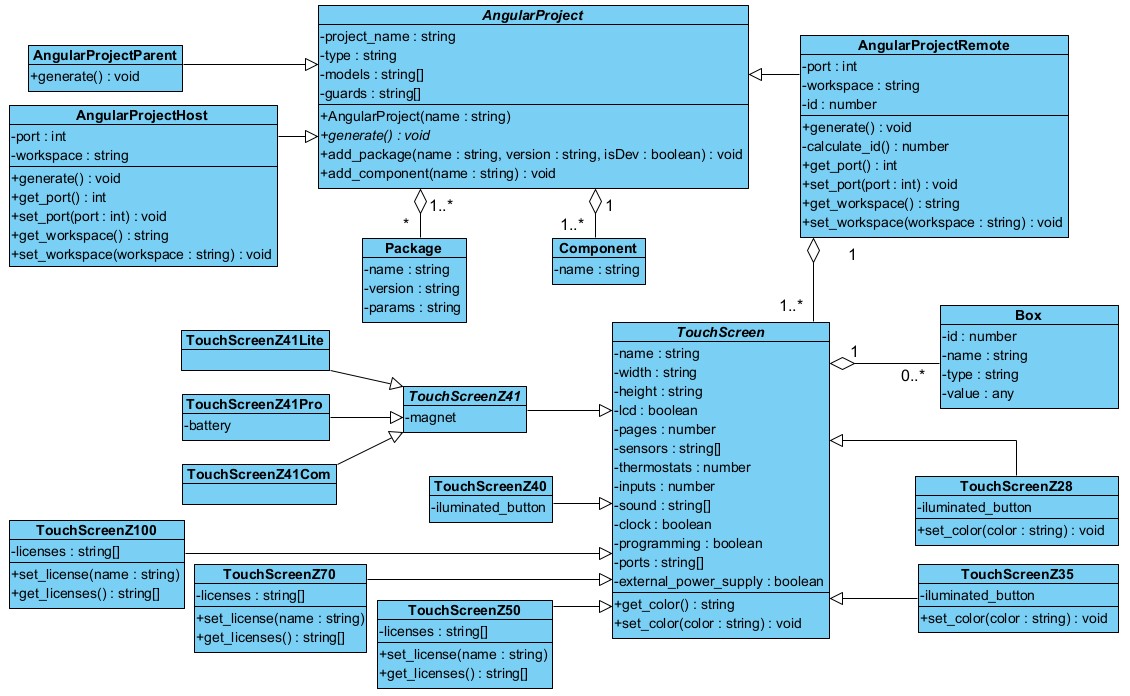 AngularProject
-project_name : string
-type : string
-models : string[]
-guards : string[]
+AngularProject(name : string)
+generate() : void
+add_package(name : string, version : string, isDev : boolean) : void
+add_component(name : string) : void
AngularProjectParent
+generate() : void
AngularProjectHost
-port : int
-workspace : string
+generate() : void
+get_port() : int
+set_port(port : int) : void
+get_workspace() : string
+set_workspace(workspace : string) : void
AngularProjectRemote
-port : int
-workspace : string
-id : number
+generate() : void
-calculate_id() : number
+get_port() : int
+set_port(port : int) : void
+get_workspace() : string
+set_workspace(workspace : string) : void
1..*
*
1
1..*
1
1..*
Package
-name : string
-version : string
-params : string
Component
-name : string
TouchScreen
-name : string
-width : string
-height : string
-lcd : boolean
-pages : number
-sensors : string[]
-thermostats : number
-inputs : number
-sound : string[]
-clock : boolean
-programming : boolean
-ports : string[]
-external_power_supply : boolean
+get_color() : string
+set_color(color : string) : void
1
0..*
Box
-id : number
-name : string
-type : string
-value : any
TouchScreenZ41Lite
TouchScreenZ41Pro
-battery
TouchScreenZ41Com
TouchScreenZ41
-magnet
TouchScreenZ40
-iluminated_button
TouchScreenZ28
-iluminated_button
+set_color(color : string) : void
TouchScreenZ100
-licenses : string[]
+set_license(name : string)
+get_licenses() : string[]
TouchScreenZ70
-licenses : string[]
+set_license(name : string)
+get_licenses() : string[]
TouchScreenZ50
-licenses : string[]
+set_license(name : string)
+get_licenses() : string[]
TouchScreenZ35
-iluminated_button
+set_color(color : string) : void